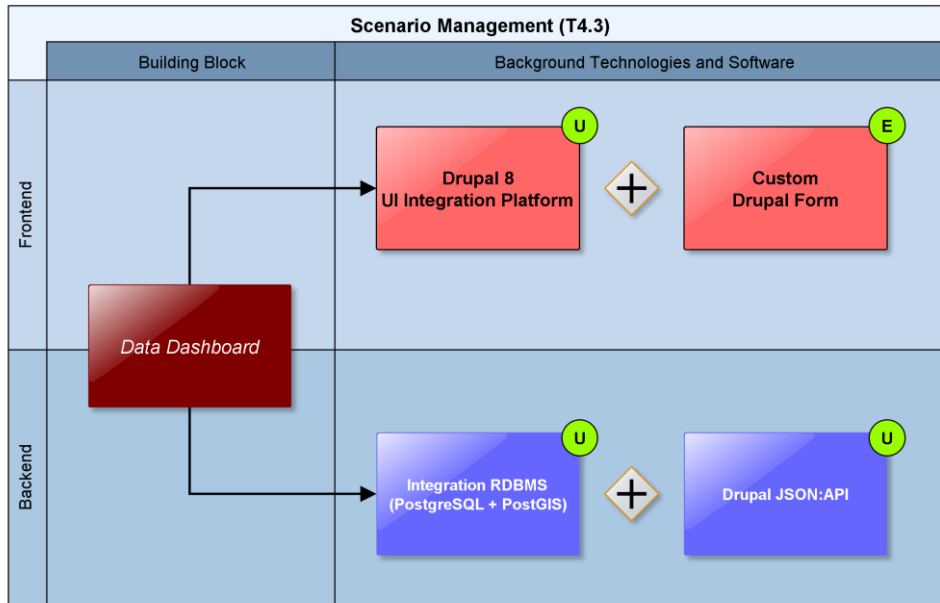 Scenario Management (T4.3)
Building Block
Background Technologies and Software
Frontend
U
E
Drupal 8
UI Integration Platform
Custom
Drupal Form
Data Dashboard
Backend
U
U
Integration RDBMS
(PostgreSQL + PostGIS)
Drupal JSON:API